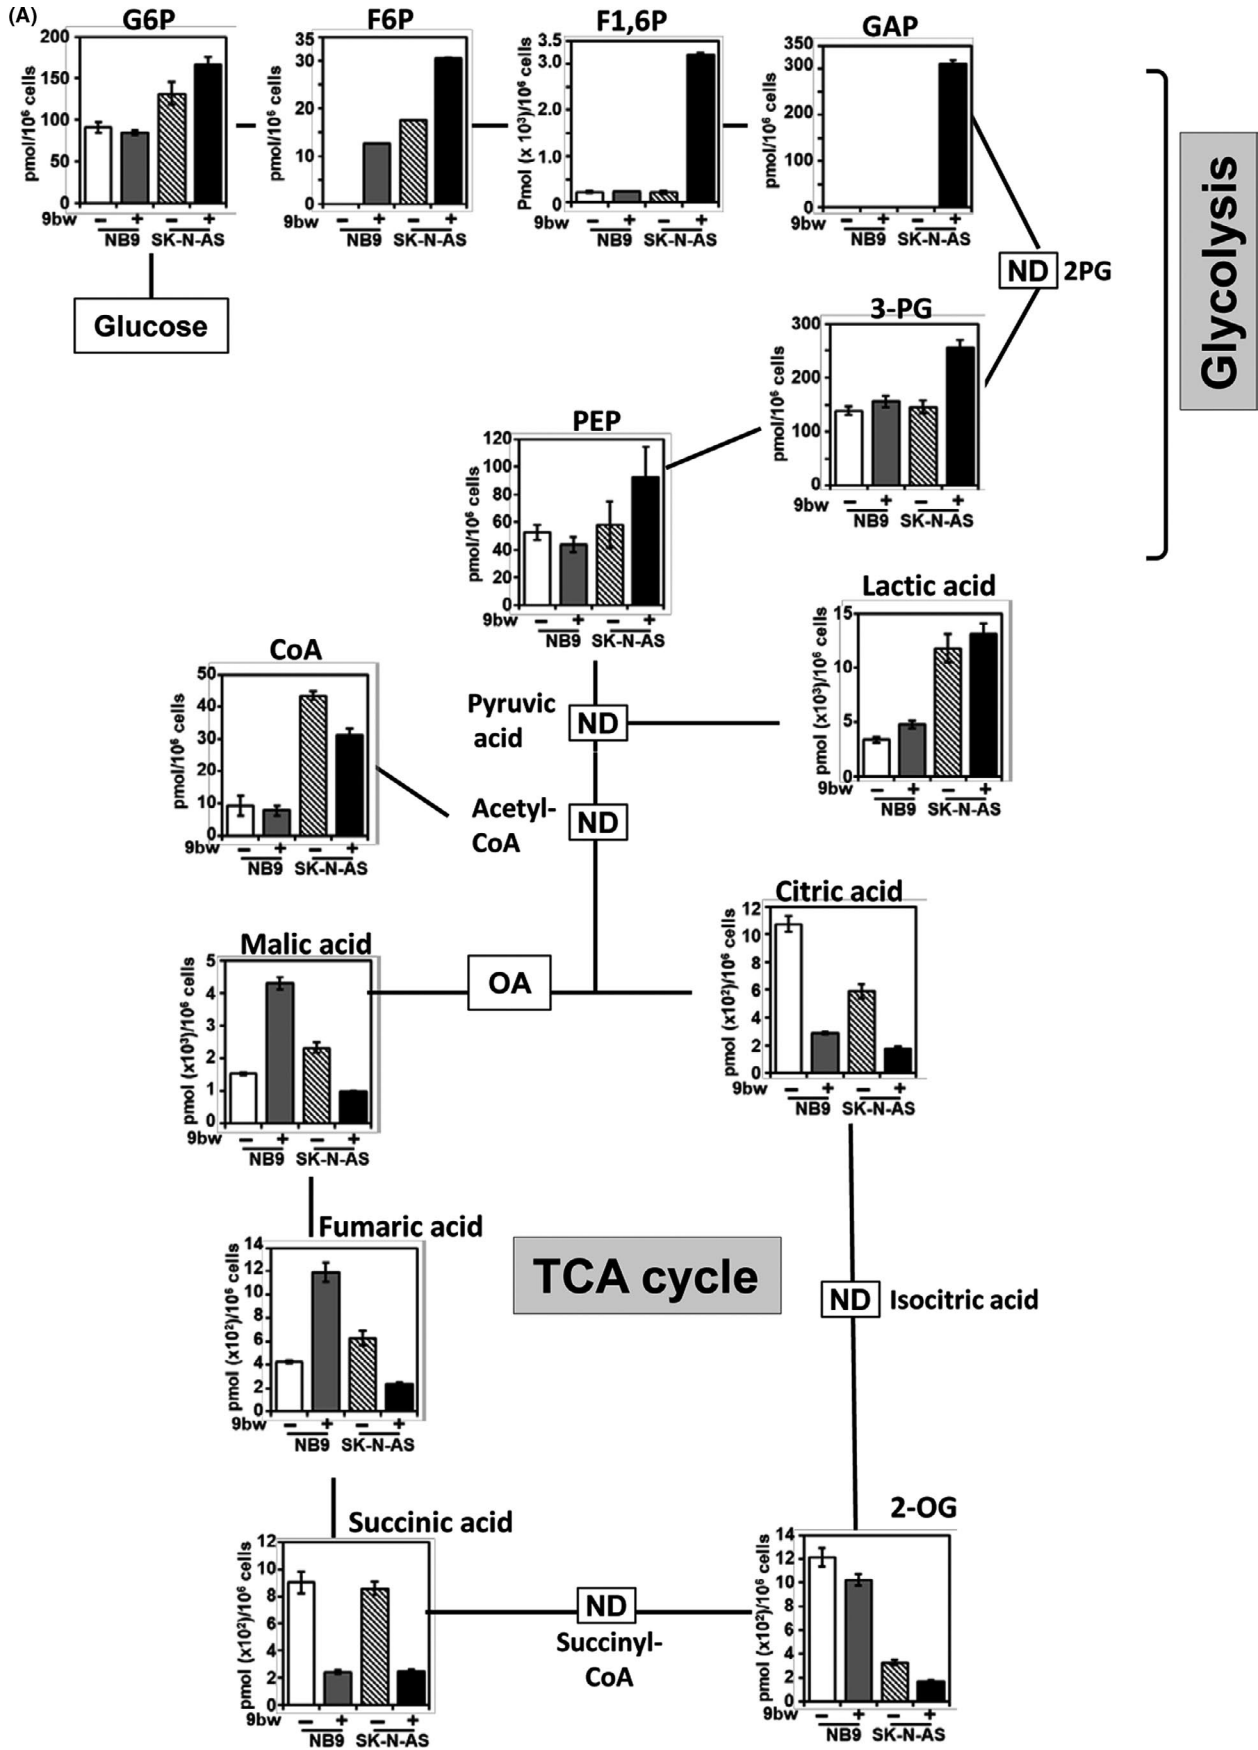 (A)
G6P
pmol/10⁶ cells
200
150
100
50
0
9bw − + − +
NB9 SK-N-AS
F6P
pmol/10⁶ cells
35
30
20
10
0
9bw − + − +
NB9 SK-N-AS
F1,6P
Pmol (x 10³)/10⁶ cells
3.5
3.0
2.0
1.0
0
9bw − + − +
NB9 SK-N-AS
GAP
pmol/10⁶ cells
350
300
200
100
0
9bw − + − +
NB9 SK-N-AS
Glucose
ND 2PG
Glycolysis
3-PG
pmol/10⁶ cells
300
200
100
0
9bw − + − +
NB9 SK-N-AS
PEP
pmol/10⁶ cells
120
100
80
60
40
20
0
9bw − + − +
NB9 SK-N-AS
Lactic acid
pmol (x10³)/10⁶ cells
15
10
5
0
9bw − + − +
NB9 SK-N-AS
Pyruvic
acid
ND
CoA
pmol/10⁶ cells
50
40
30
20
10
0
9bw − + − +
NB9 SK-N-AS
Acetyl-
CoA
ND
Citric acid
pmol (x10²)/10⁶ cells
12
10
8
6
4
2
0
9bw − + − +
NB9 SK-N-AS
Malic acid
pmol (x10³)/10⁶ cells
5
4
3
2
1
0
9bw − + − +
NB9 SK-N-AS
OA
Fumaric acid
pmol (x10²)/10⁶ cells
14
12
10
8
6
4
2
0
9bw − + − +
NB9 SK-N-AS
TCA cycle
ND Isocitric acid
Succinic acid
pmol (x10²)/10⁶ cells
12
10
8
6
4
2
0
9bw − + − +
NB9 SK-N-AS
ND
Succinyl-
CoA
2-OG
pmol (x10²)/10⁶ cells
14
12
10
8
6
4
2
0
9bw − + − +
NB9 SK-N-AS